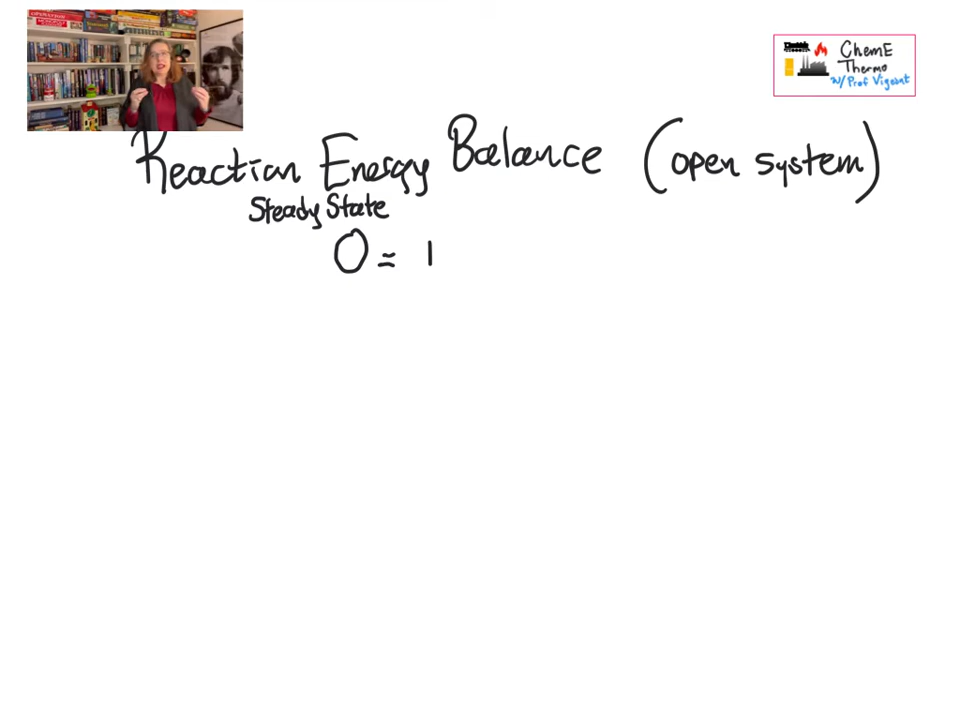 ChemE
Thermo
w/ Prof Vigeant
Reaction Energy Balance (open system)
Steady State
0 = 1